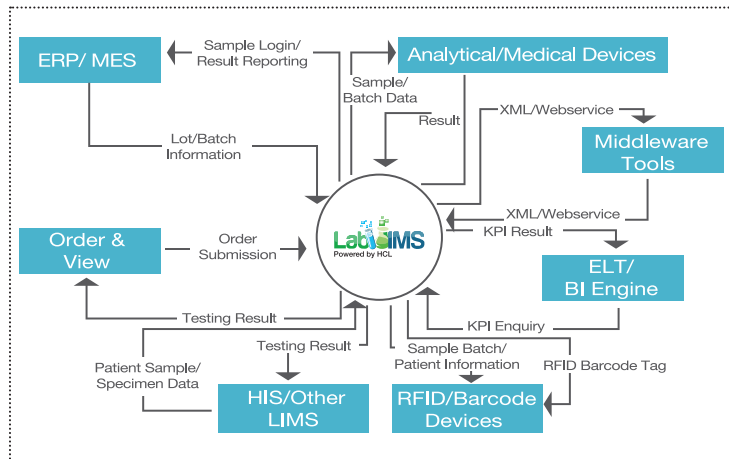 ERP/ MES
Sample Login/
Result Reporting
Analytical/Medical Devices
Sample/
Batch Data
Result
XML/Webservice
Middleware
Tools
Lot/Batch
Information
XML/Webservice
KPI Result
Order &
View
Order
Submission
LabLIMS
Powered by HCL
ELT/
BI Engine
Testing Result
KPI Enquiry
Patient Sample/
Specimen Data
Testing Result
Sample Batch/
Patient Information
RFID Barcode Tag
HIS/Other
LIMS
RFID/Barcode
Devices